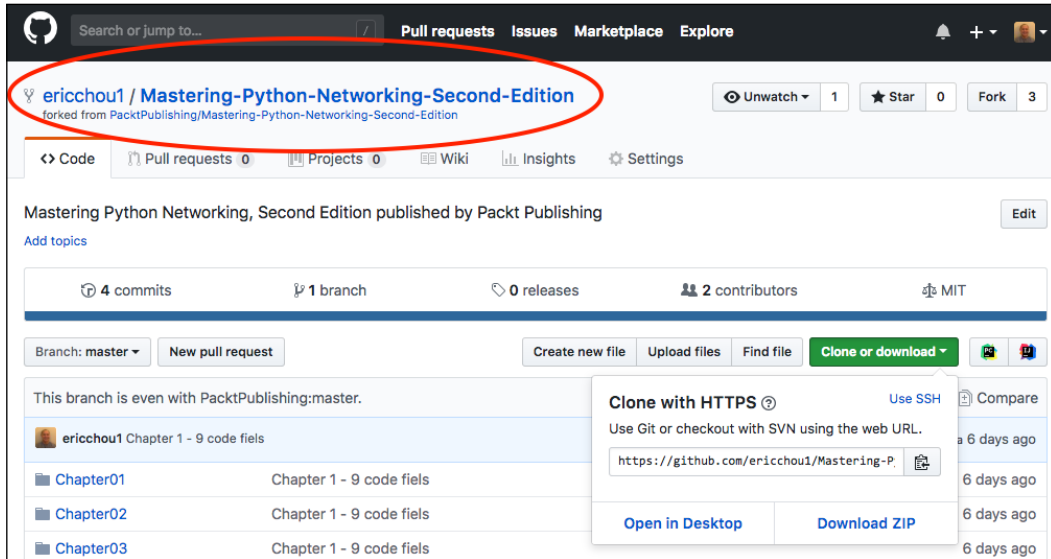 Search or jump to... / Pull requests Issues Marketplace Explore
ericchou1 / Mastering-Python-Networking-Second-Edition Unwatch 1 Star 0 Fork 3
forked from PacktPublishing/Mastering-Python-Networking-Second-Edition
<> Code Pull requests 0 Projects 0 Wiki Insights Settings
Mastering Python Networking, Second Edition published by Packt Publishing Edit
Add topics
4 commits 1 branch 0 releases 2 contributors MIT
Branch: master New pull request Create new file Upload files Find file Clone or download PC IJ
This branch is even with PacktPublishing:master. Compare
Clone with HTTPS Use SSH
Use Git or checkout with SVN using the web URL.
ericchou1 Chapter 1 - 9 code fiels a 6 days ago
https://github.com/ericchou1/Mastering-P
Chapter01 Chapter 1 - 9 code fiels 6 days ago
Chapter02 Chapter 1 - 9 code fiels 6 days ago
Open in Desktop Download ZIP
Chapter03 Chapter 1 - 9 code fiels 6 days ago